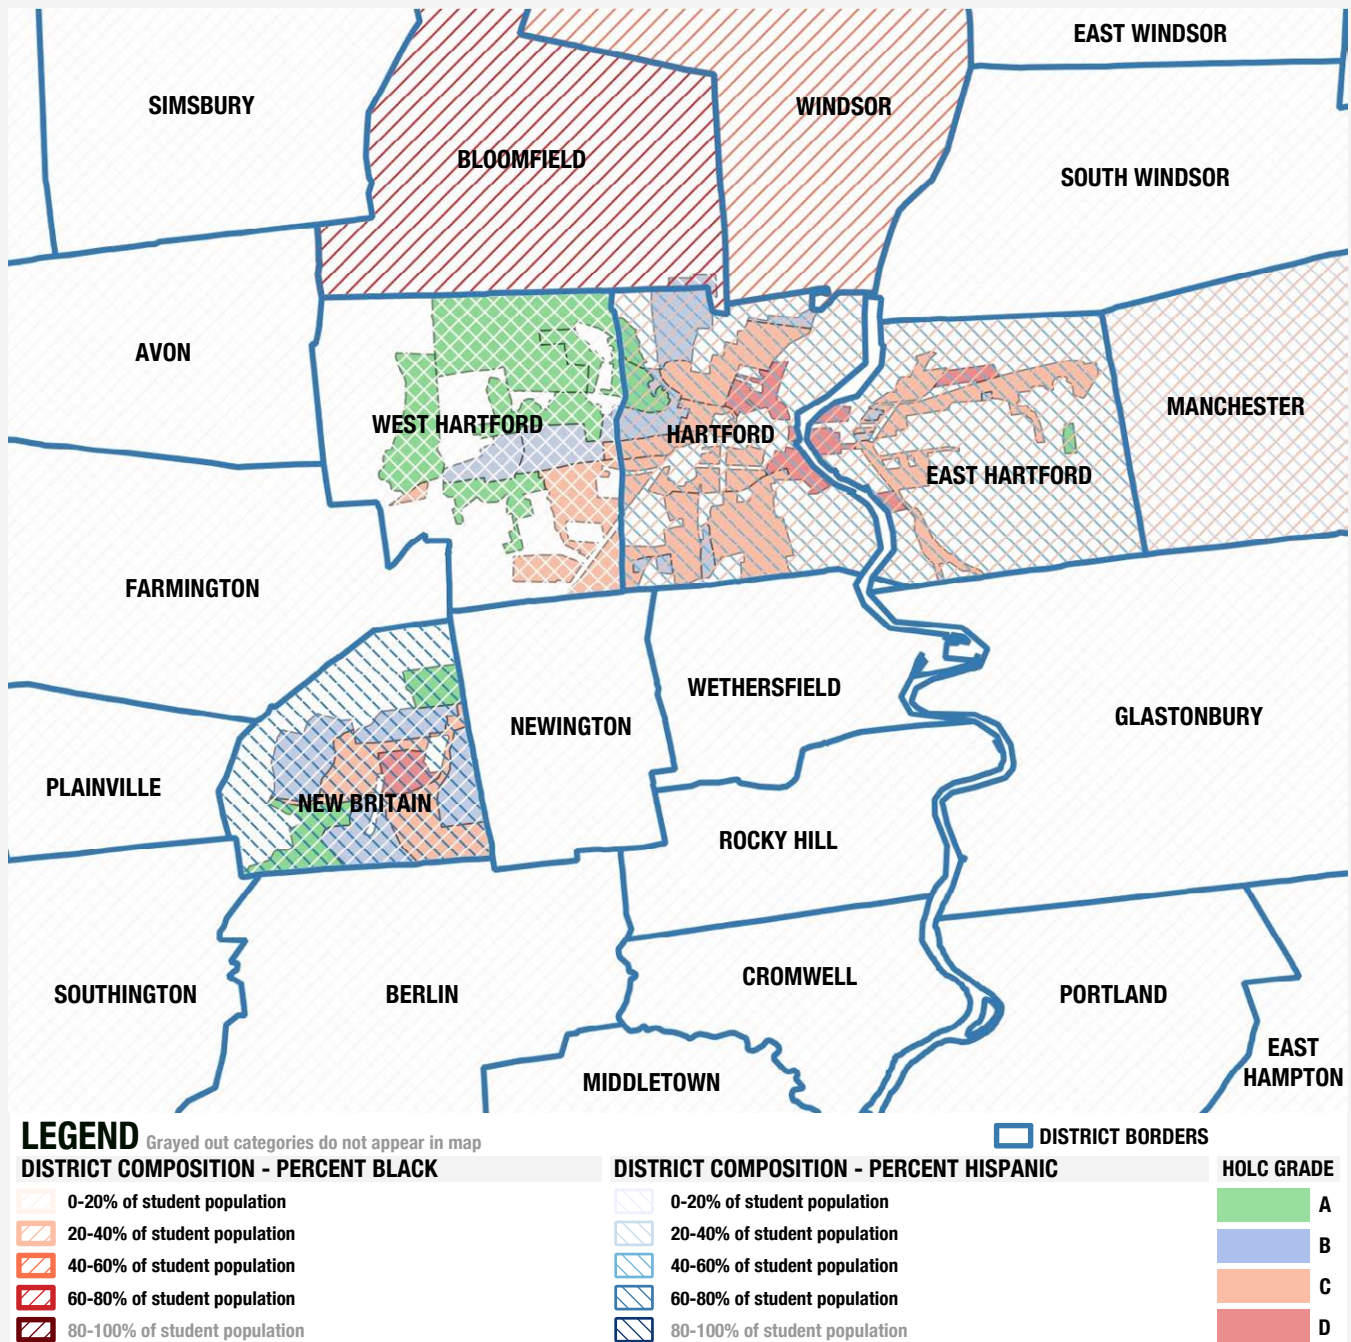 EAST WINDSOR
SIMSBURY
WINDSOR
BLOOMFIELD
SOUTH WINDSOR
AVON
MANCHESTER
WEST HARTFORD
HARTFORD
EAST HARTFORD
FARMINGTON
WETHERSFIELD
GLASTONBURY
NEWINGTON
PLAINVILLE
NEW BRITAIN
ROCKY HILL
CROMWELL
SOUTHINGTON
BERLIN
PORTLAND
EAST
HAMPTON
MIDDLETOWN
LEGEND Grayed out categories do not appear in map
DISTRICT BORDERS
DISTRICT COMPOSITION - PERCENT BLACK
0-20% of student population
20-40% of student population
40-60% of student population
60-80% of student population
80-100% of student population
DISTRICT COMPOSITION - PERCENT HISPANIC
0-20% of student population
20-40% of student population
40-60% of student population
60-80% of student population
80-100% of student population
HOLC GRADE
A
B
C
D